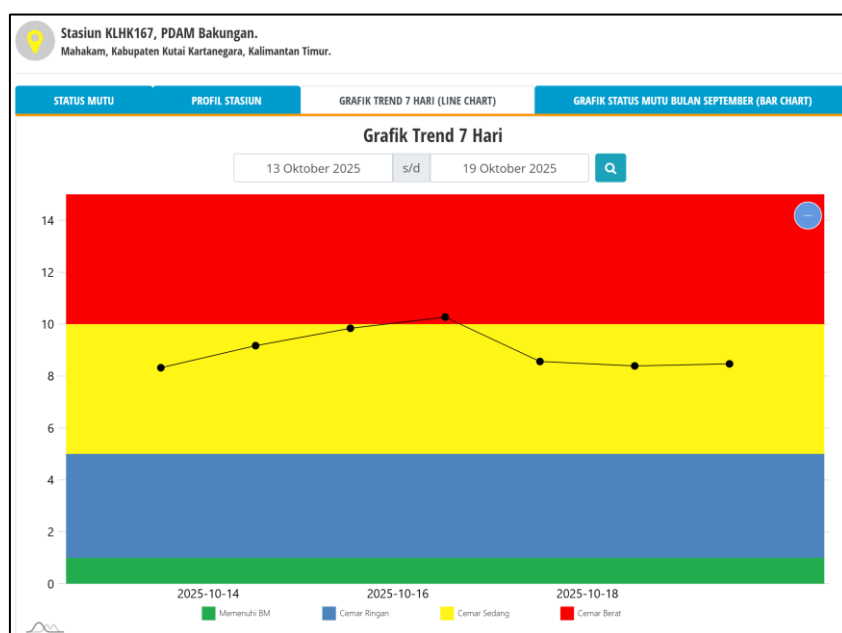 Stasiun KLHK167, PDAM Bakungan.
Mahakam, Kabupaten Kutai Kartanegara, Kalimantan Timur.
STATUS MUTU PROFIL STASIUN GRAFIK TREND 7 HARI (LINE CHART) GRAFIK STATUS MUTU BULAN SEPTEMBER (BAR CHART)
Grafik Trend 7 Hari
13 Oktober 2025 s/d 19 Oktober 2025
14
12
10
8
6
4
2
0
2025-10-14 2025-10-16 2025-10-18
Memenuhi BM Cemar Ringan Cemar Sedang Cemar Berat